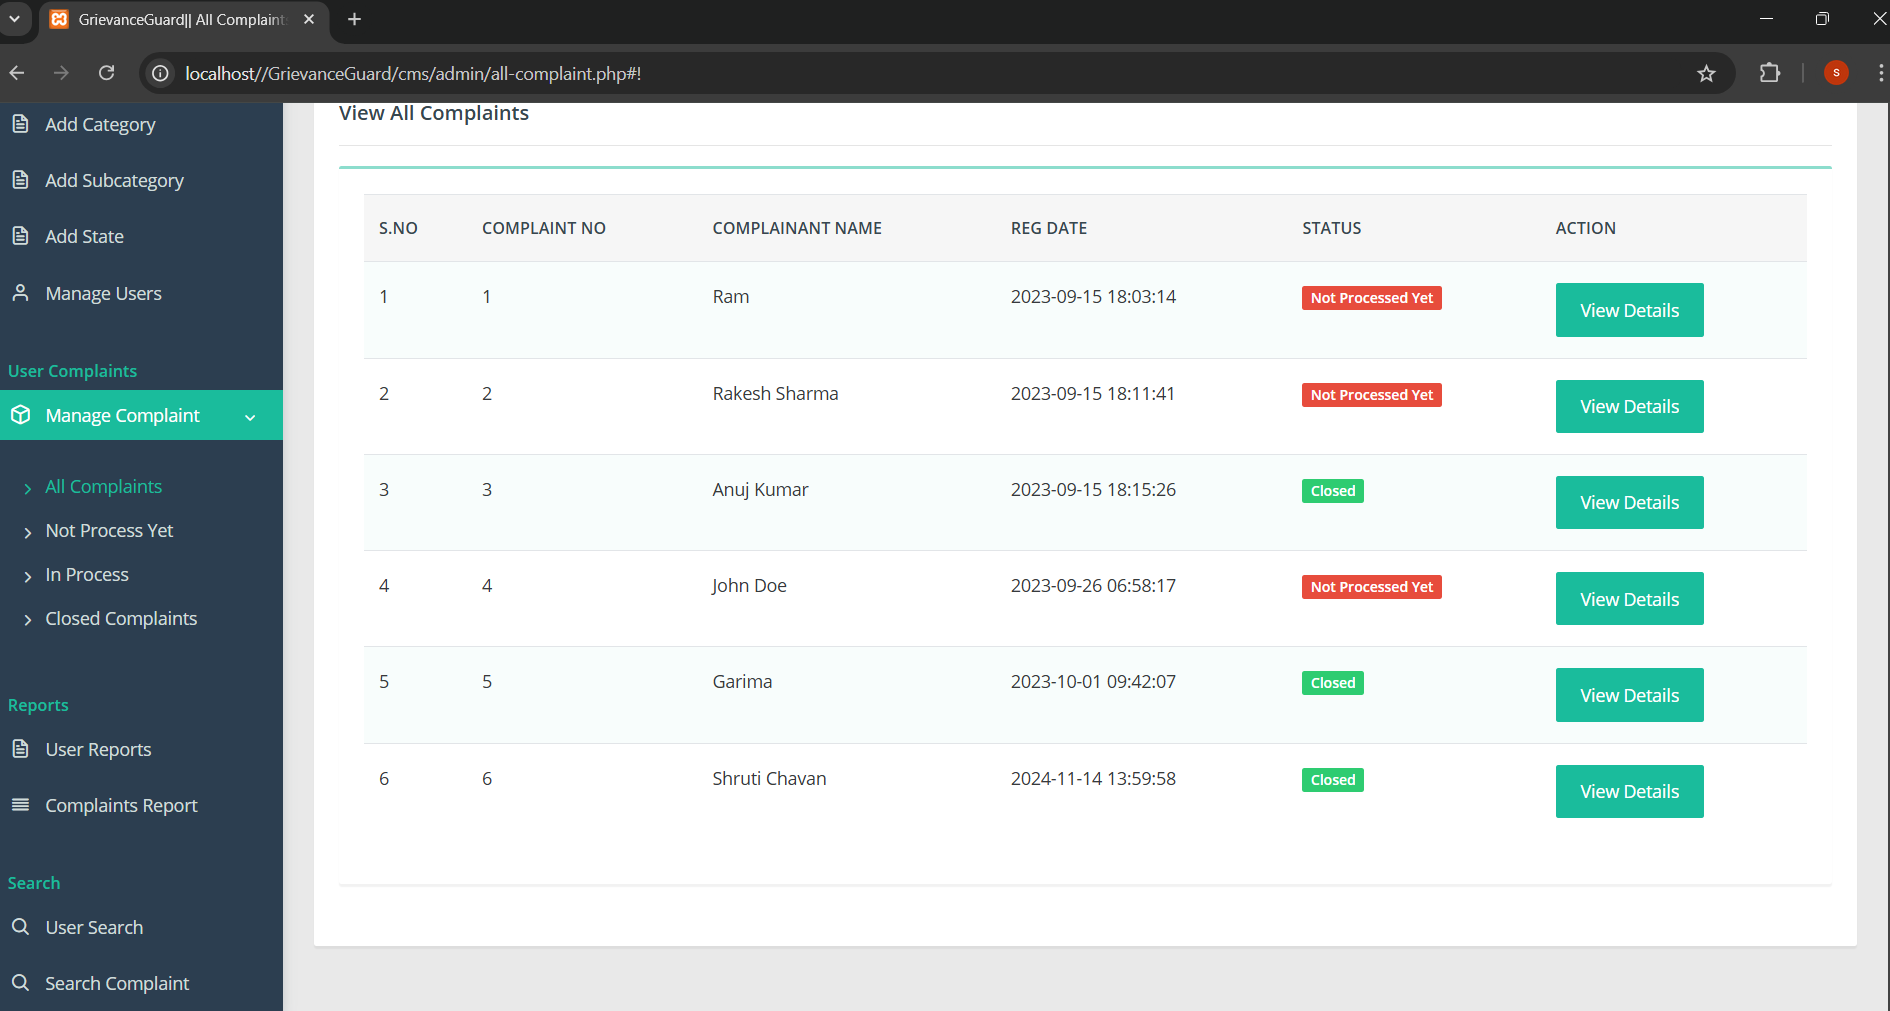 GrievanceGuard|| All Complaint
localhost//GrievanceGuard/cms/admin/all-complaint.php#!
S
Add Category
Add Subcategory
Add State
Manage Users
User Complaints
Manage Complaint
All Complaints
Not Process Yet
In Process
Closed Complaints
Reports
User Reports
Complaints Report
Search
User Search
Search Complaint
View All Complaints
S.NO COMPLAINT NO COMPLAINANT NAME REG DATE STATUS ACTION
1 1 Ram 2023-09-15 18:03:14 Not Processed Yet View Details
2 2 Rakesh Sharma 2023-09-15 18:11:41 Not Processed Yet View Details
3 3 Anuj Kumar 2023-09-15 18:15:26 Closed View Details
4 4 John Doe 2023-09-26 06:58:17 Not Processed Yet View Details
5 5 Garima 2023-10-01 09:42:07 Closed View Details
6 6 Shruti Chavan 2024-11-14 13:59:58 Closed View Details